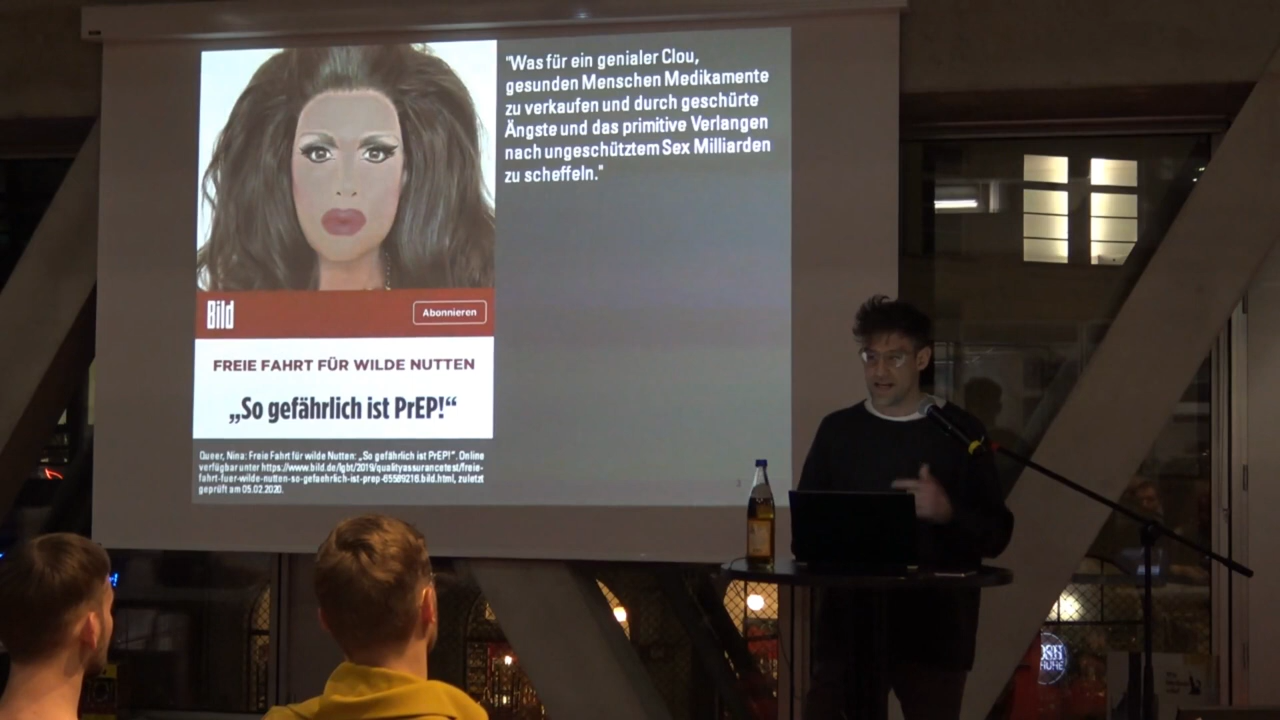 "Was für ein genialer Clou,
gesunden Menschen Medikamente
zu verkaufen und durch geschürte
Ängste und das primitive Verlangen
nach ungeschütztem Sex Milliarden
zu scheffeln."
Bild
Abonnieren
FREIE FAHRT FÜR WILDE NUTTEN
„So gefährlich ist PrEP!“
Queer, Nina: Freie Fahrt für wilde Nutten: „So gefährlich ist PrEP!“. Online
verfügbar unter https://www.bild.de/lgbt/2019/qualityassurancetest/freie-
fahrt-fuer-wilde-nutten-so-gefaehrlich-ist-prep-65589216.bild.html, zuletzt
geprüft am 05.02.2020.
3